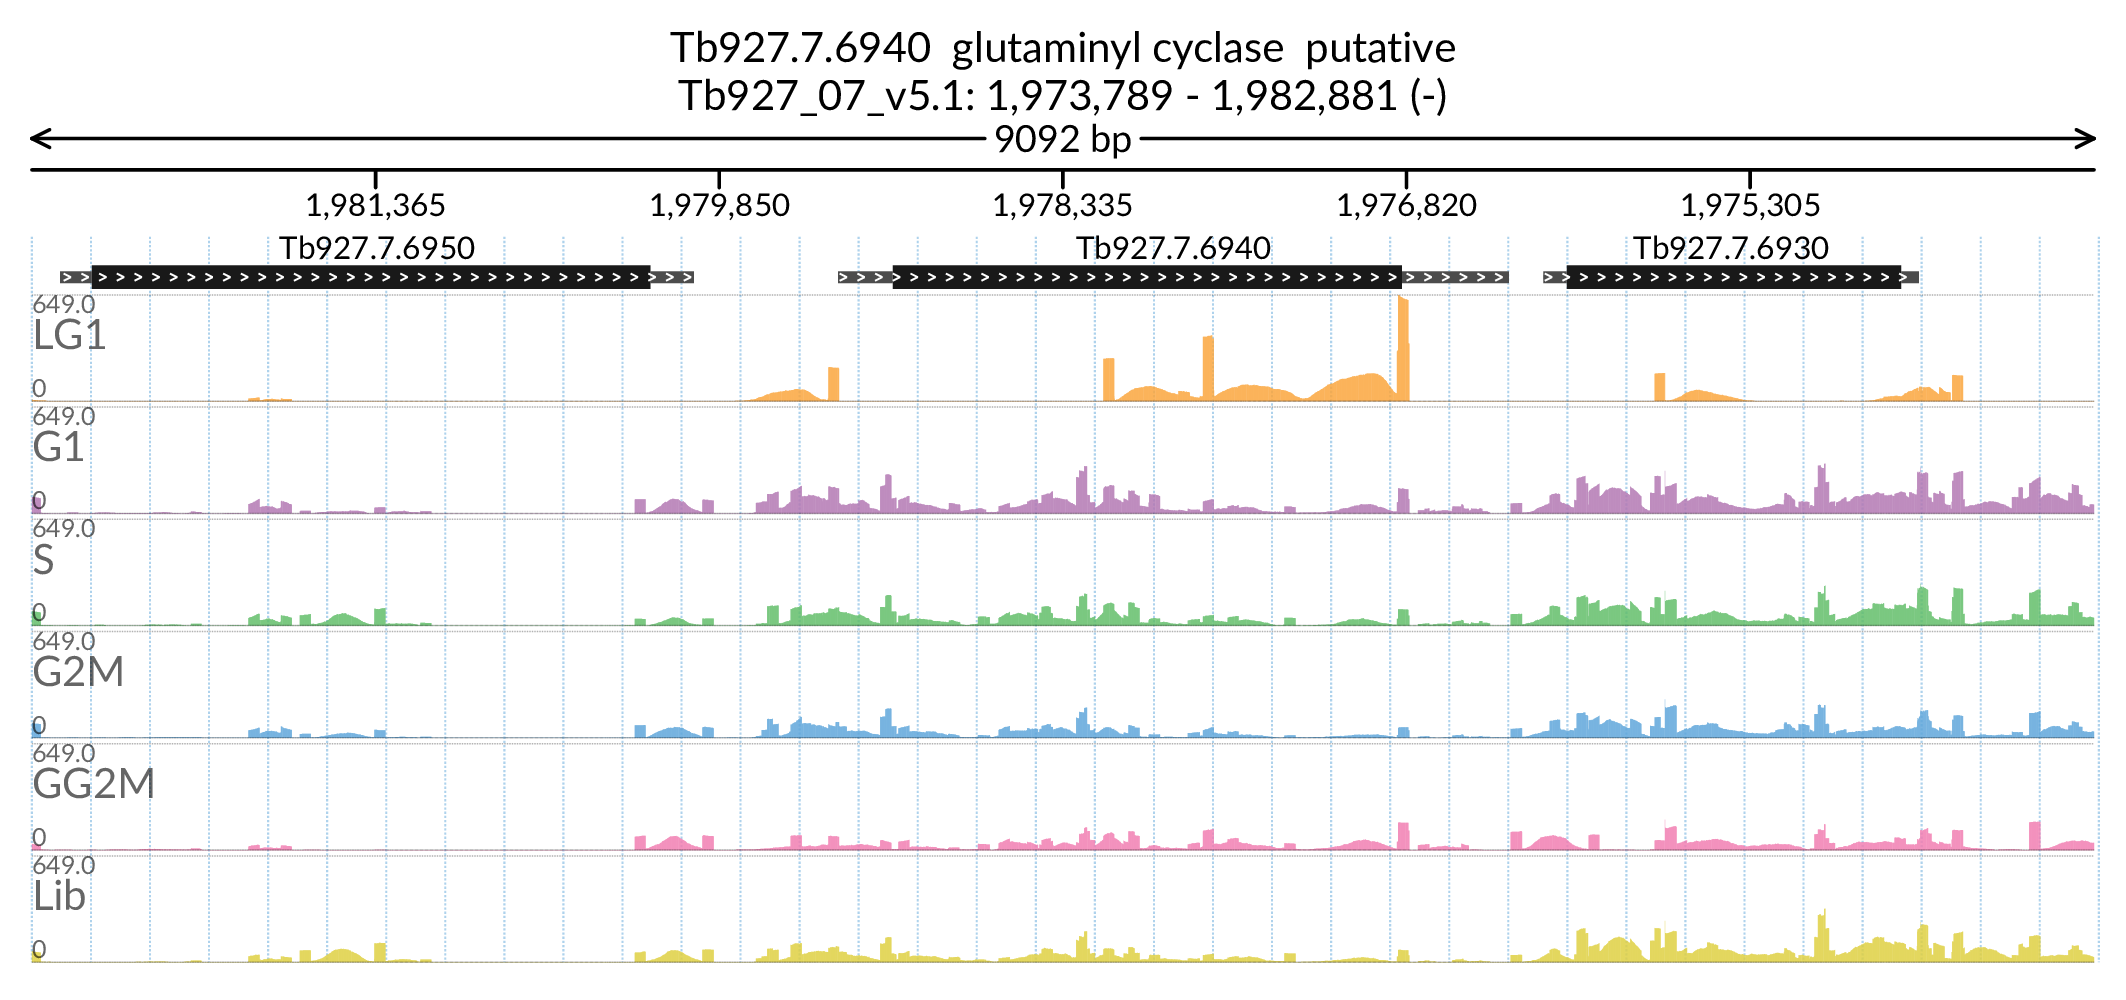 Tb927.7.6940 glutaminyl cyclase putative
Tb927_07_v5.1: 1,973,789 - 1,982,881 (-)
9092 bp
1,981,365 1,979,850 1,978,335 1,976,820 1,975,305
Tb927.7.6950 Tb927.7.6940 Tb927.7.6930
649.0
LG1
0
649.0
G1
0
649.0
S
0
649.0
G2M
0
649.0
GG2M
0
649.0
Lib
0